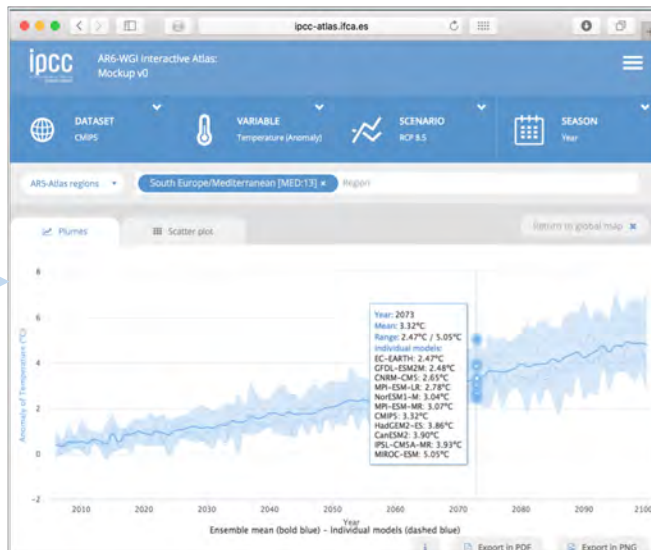 ipcc-atlas.ifca.es
ipcc
AR6-WGI Interactive Atlas:
Mockup v0
DATASET
CMIP5
VARIABLE
Temperature (Anomaly)
SCENARIO
RCP 8.5
SEASON
Year
AR5-Atlas regions
South Europe/Mediterranean [MED:13] ×
Region
Plumes
Scatter plot
Return to global map ×
8
6
4
2
0
-2
Anomaly of Temperature (°C)
Year: 2073
Mean: 3.32°C
Range: 2.47°C / 5.05°C
Individual models:
EC-EARTH: 2.47°C
GFDL-ESM2M: 2.48°C
CNRM-CM5: 2.65°C
MPI-ESM-LR: 2.78°C
NorESM1-M: 3.04°C
MPI-ESM-MR: 3.07°C
CMIP5: 3.32°C
HadGEM2-ES: 3.86°C
CanESM2: 3.90°C
IPSL-CM5A-MR: 3.93°C
MIROC-ESM: 5.05°C
2010 2020 2030 2040 2050 2060 2070 2080 2090 2100
Year
Ensemble mean (bold blue) - Individual models (dashed blue)
i
Export in PDF
Export in PNG